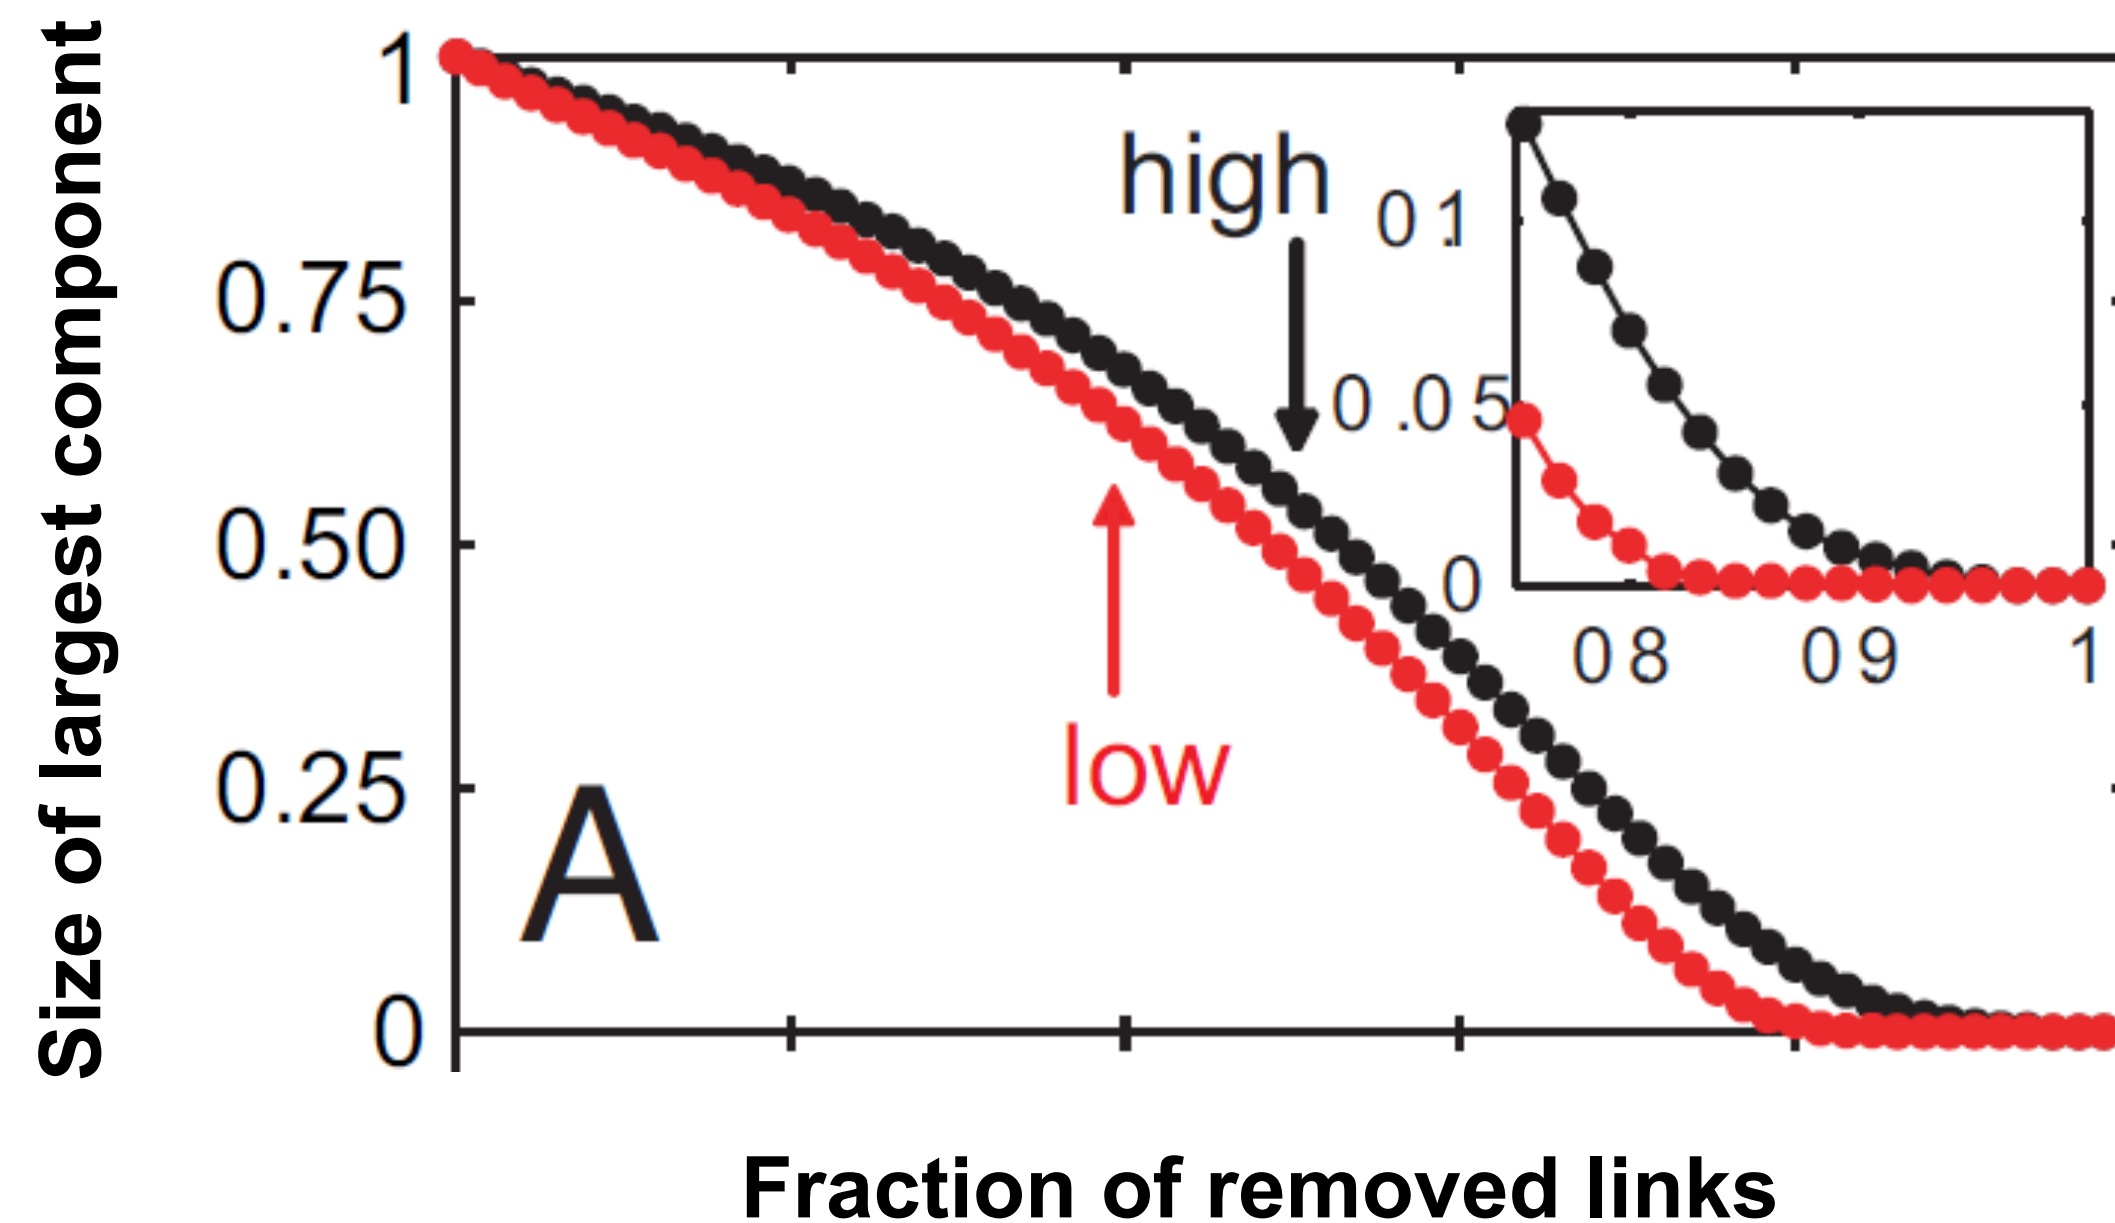 Size of largest component
1
0.75
0.50
0.25
0
high
low
A
0.1
0.05
0
0 8
0 9
1
Fraction of removed links